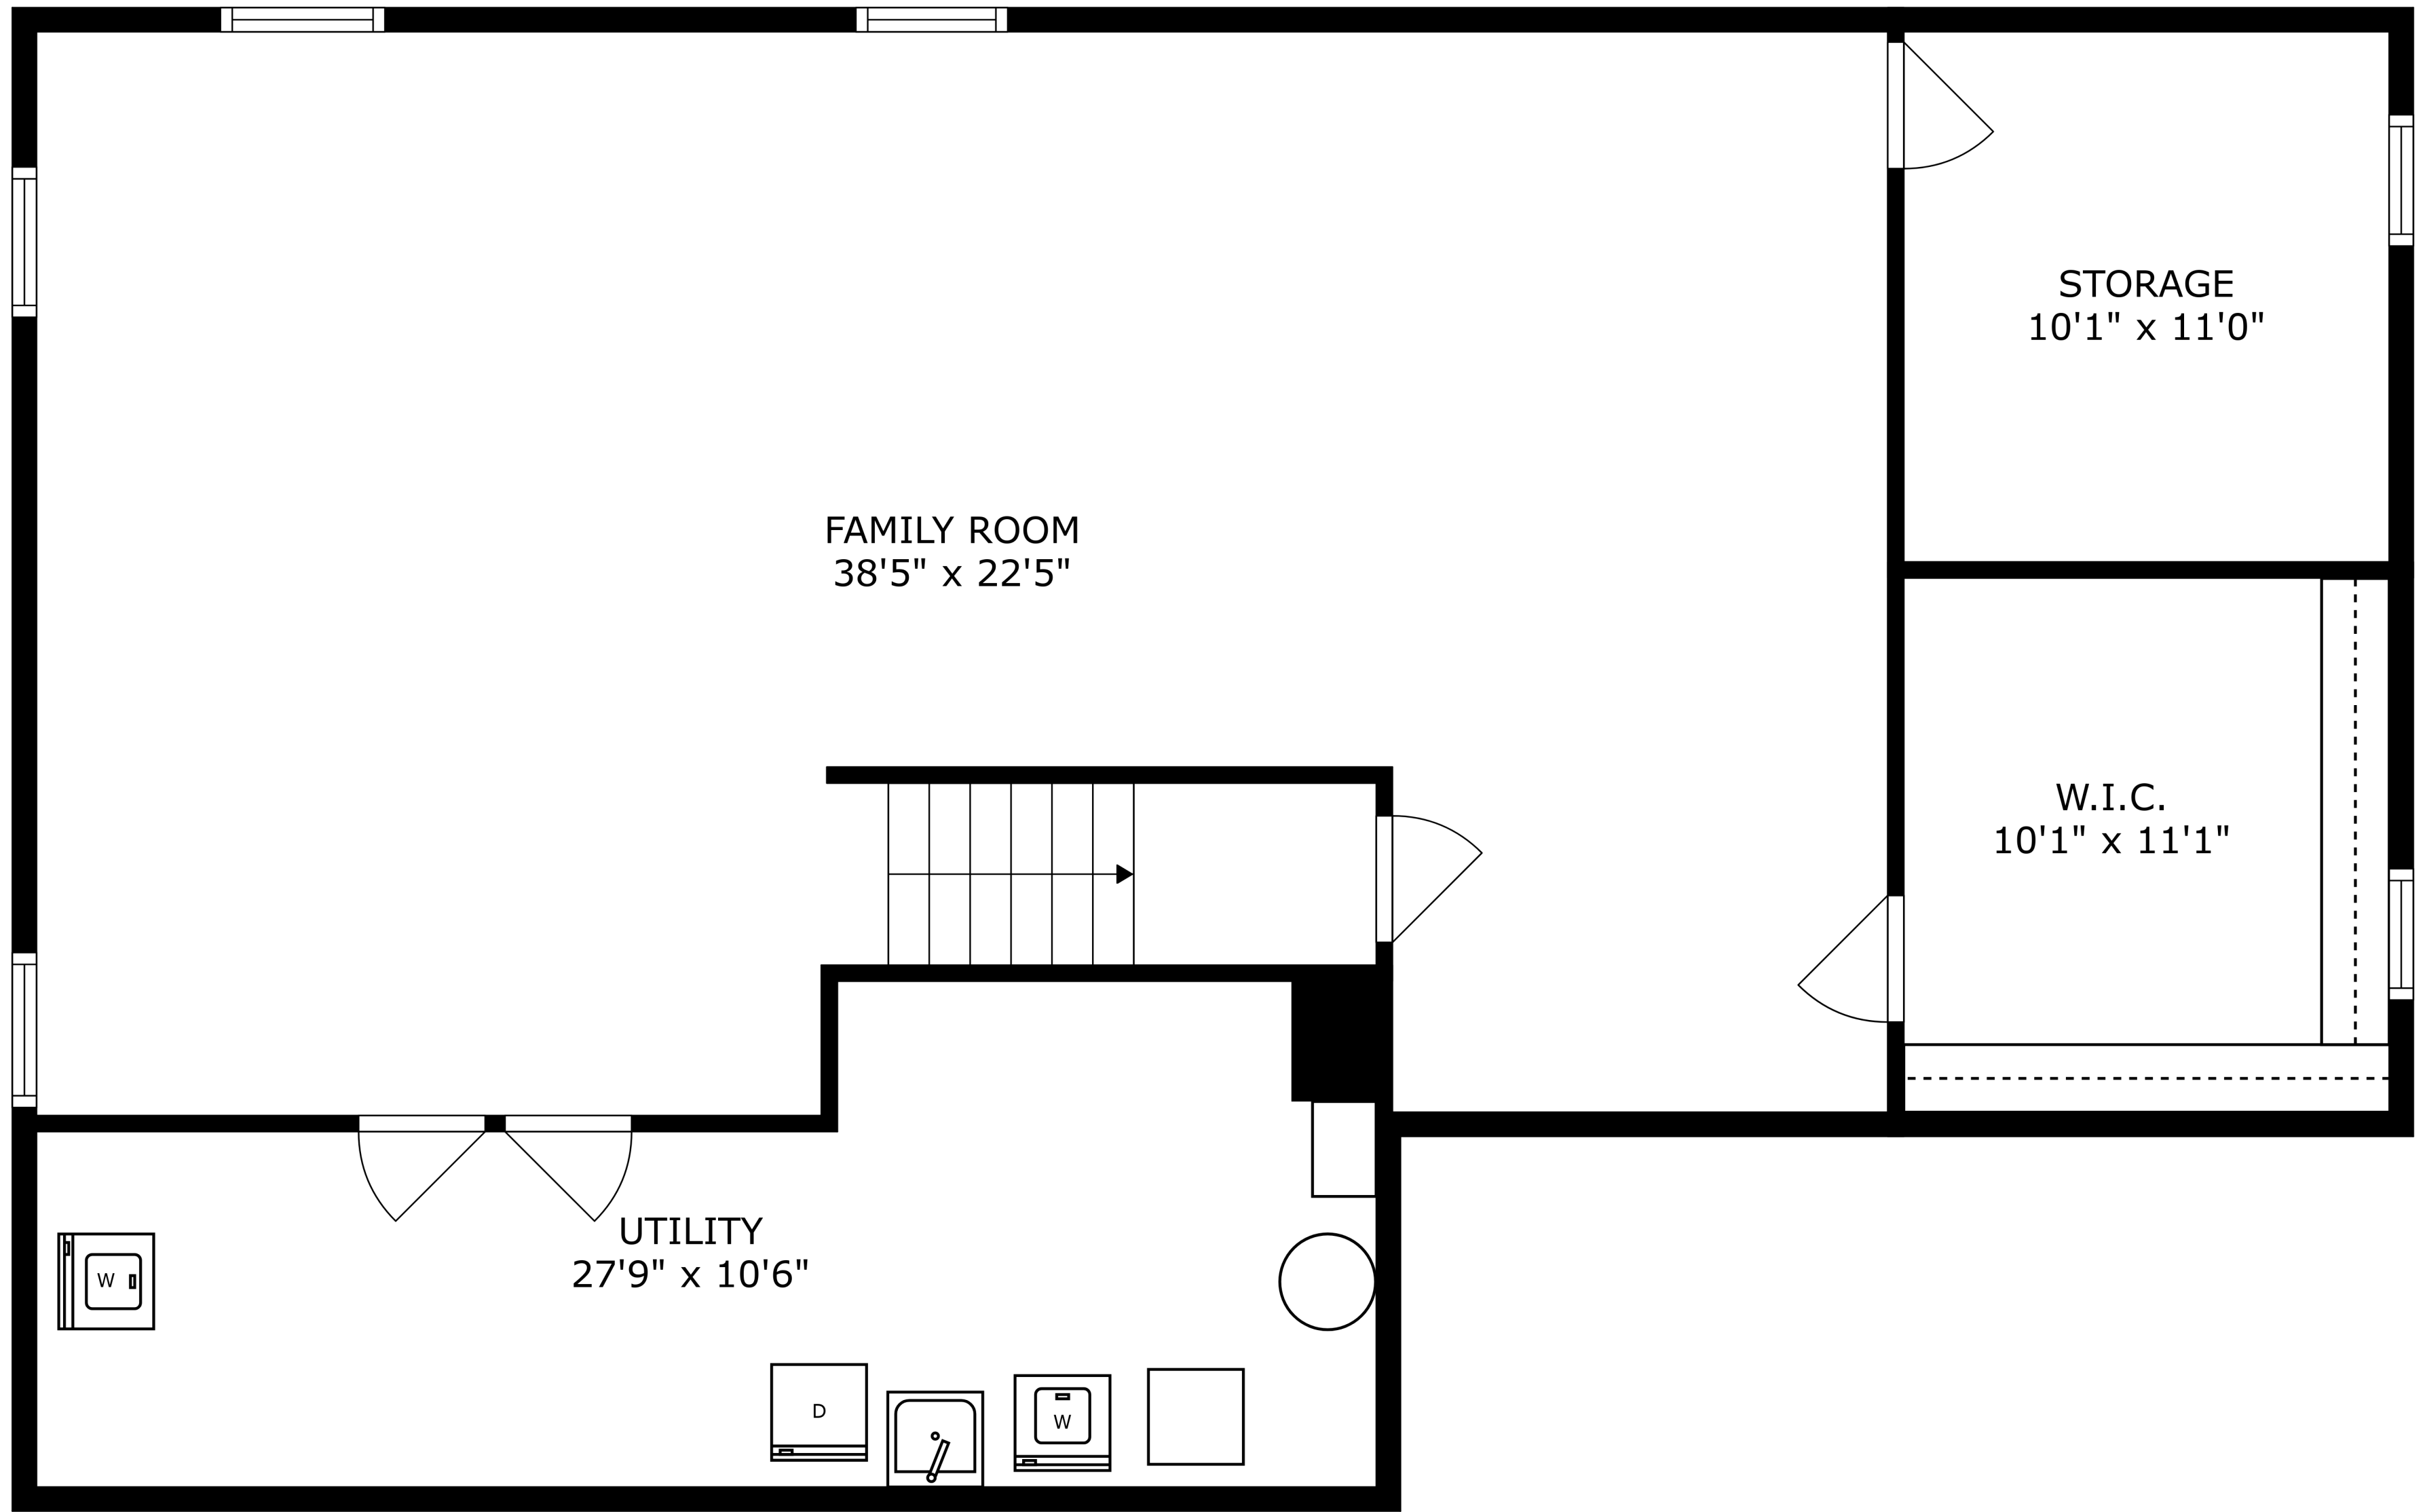 STORAGE
10'1" x 11'0"
FAMILY ROOM
38'5" x 22'5"
W.I.C.
10'1" x 11'1"
UTILITY
27'9" x 10'6"
W
D
W